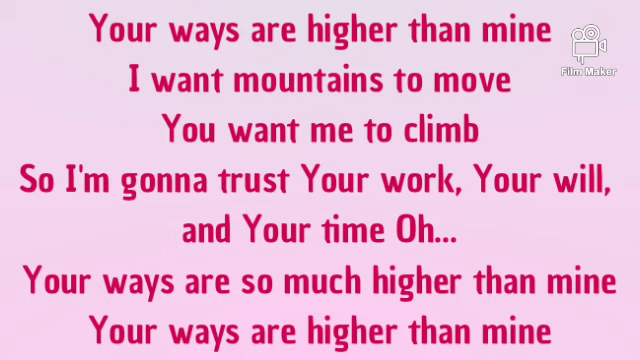 Your ways are higher than mine
I want mountains to move
You want me to climb
So I'm gonna trust Your work, Your will,
and Your time Oh...
Your ways are so much higher than mine
Your ways are higher than mine
Film Maker